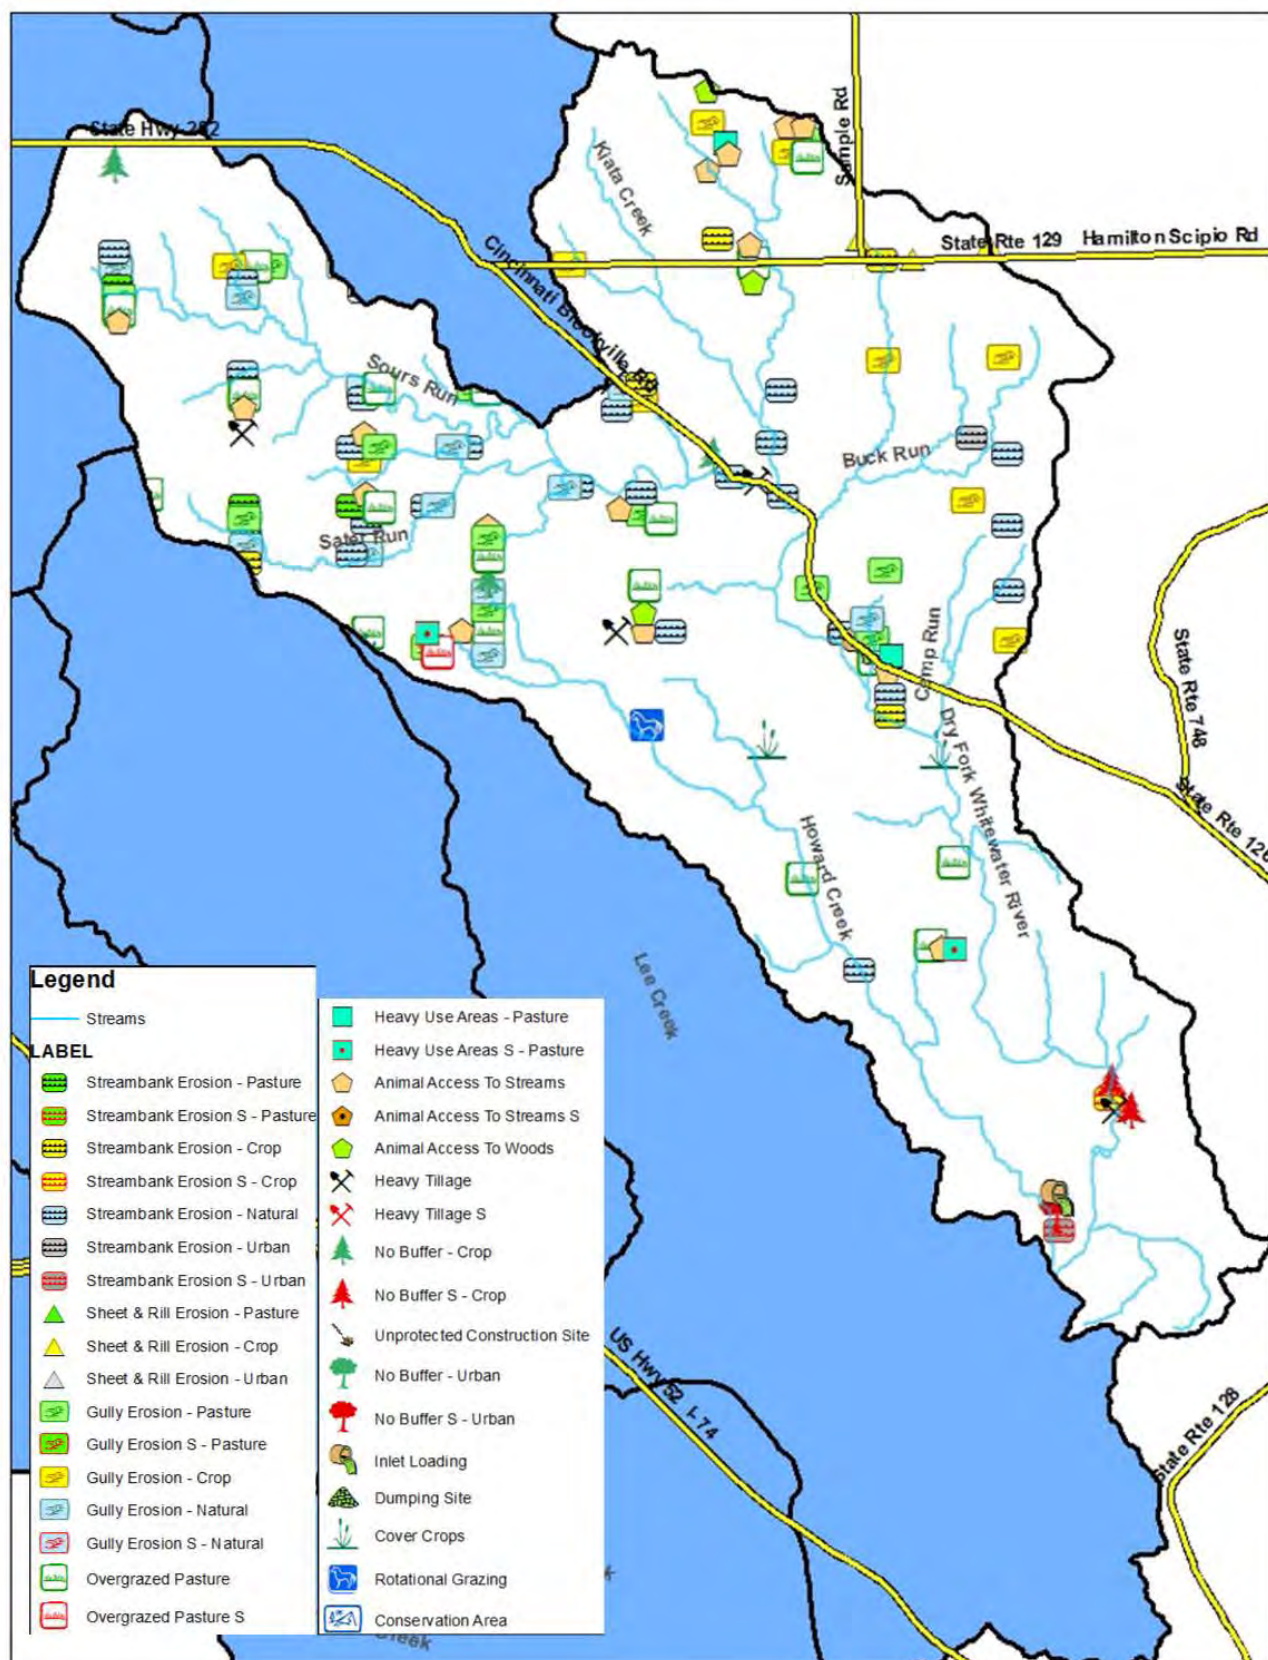 State Hwy 252
Kiata Creek
Sample Rd
State Rte 129 Hamilton Scipio Rd
Cincinnati Brookville Rd
Sours Run
Buck Run
Sater Run
Camp Run
State Rte 748
Dry Fork Whitewater River
State Rte 126
Howard Creek
Lee Creek
US Hwy 52 I-74
State Rte 128
Creek
Legend
Streams
LABEL
Streambank Erosion - Pasture
Streambank Erosion S - Pasture
Streambank Erosion - Crop
Streambank Erosion S - Crop
Streambank Erosion - Natural
Streambank Erosion - Urban
Streambank Erosion S - Urban
Sheet & Rill Erosion - Pasture
Sheet & Rill Erosion - Crop
Sheet & Rill Erosion - Urban
Gully Erosion - Pasture
Gully Erosion S - Pasture
Gully Erosion - Crop
Gully Erosion - Natural
Gully Erosion S - Natural
Overgrazed Pasture
Overgrazed Pasture S
Heavy Use Areas - Pasture
Heavy Use Areas S - Pasture
Animal Access To Streams
Animal Access To Streams S
Animal Access To Woods
Heavy Tillage
Heavy Tillage S
No Buffer - Crop
No Buffer S - Crop
Unprotected Construction Site
No Buffer - Urban
No Buffer S - Urban
Inlet Loading
Dumping Site
Cover Crops
Rotational Grazing
Conservation Area